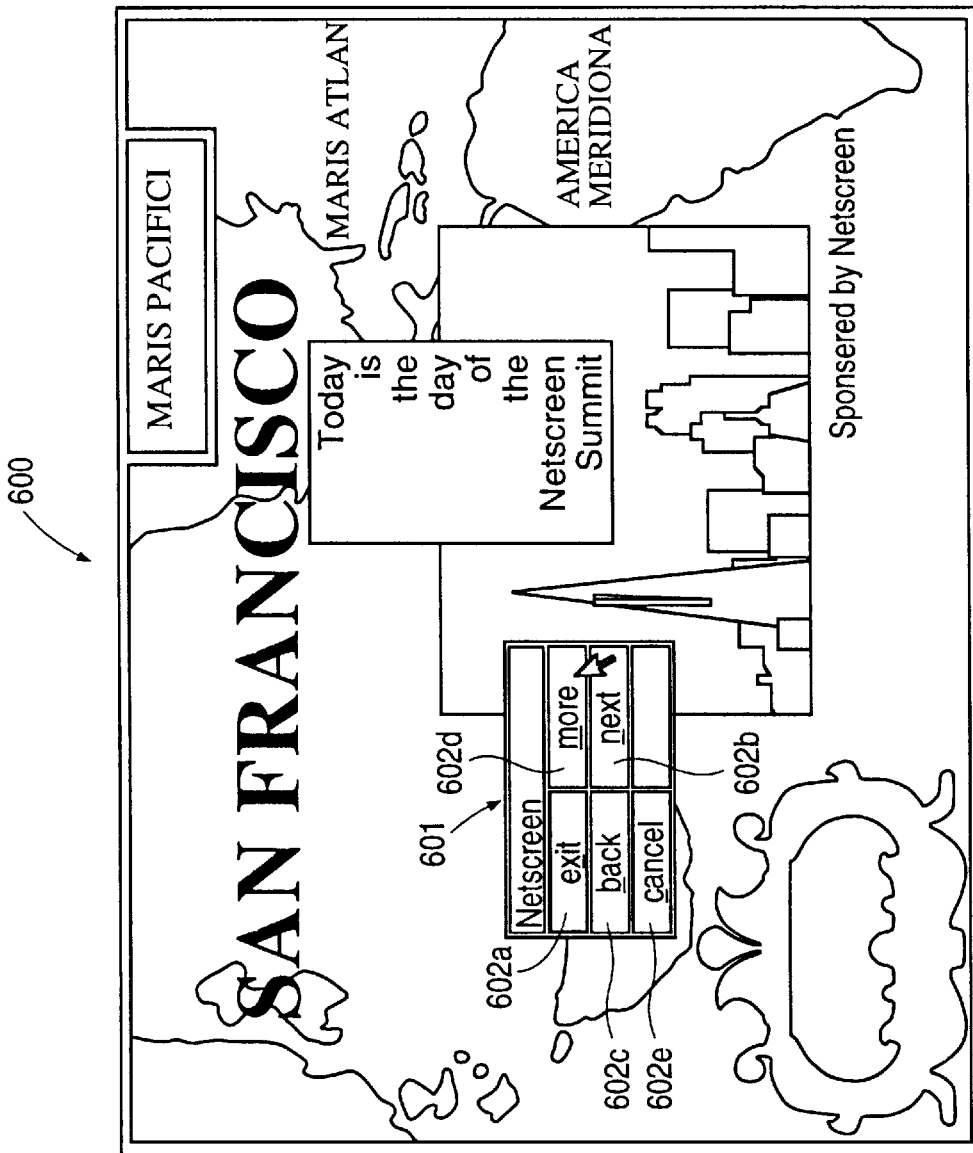 600
MARIS PACIFICI
SAN FRANCISCO
MARIS ATLAN
AMERICA
MERIDIONA
Today
is
the
day
of
the
Netscreen
Summit
601
602d
Netscreen
exit
more
back
next
cancel
602a
602c
602e
602b
Sponsered by Netscreen